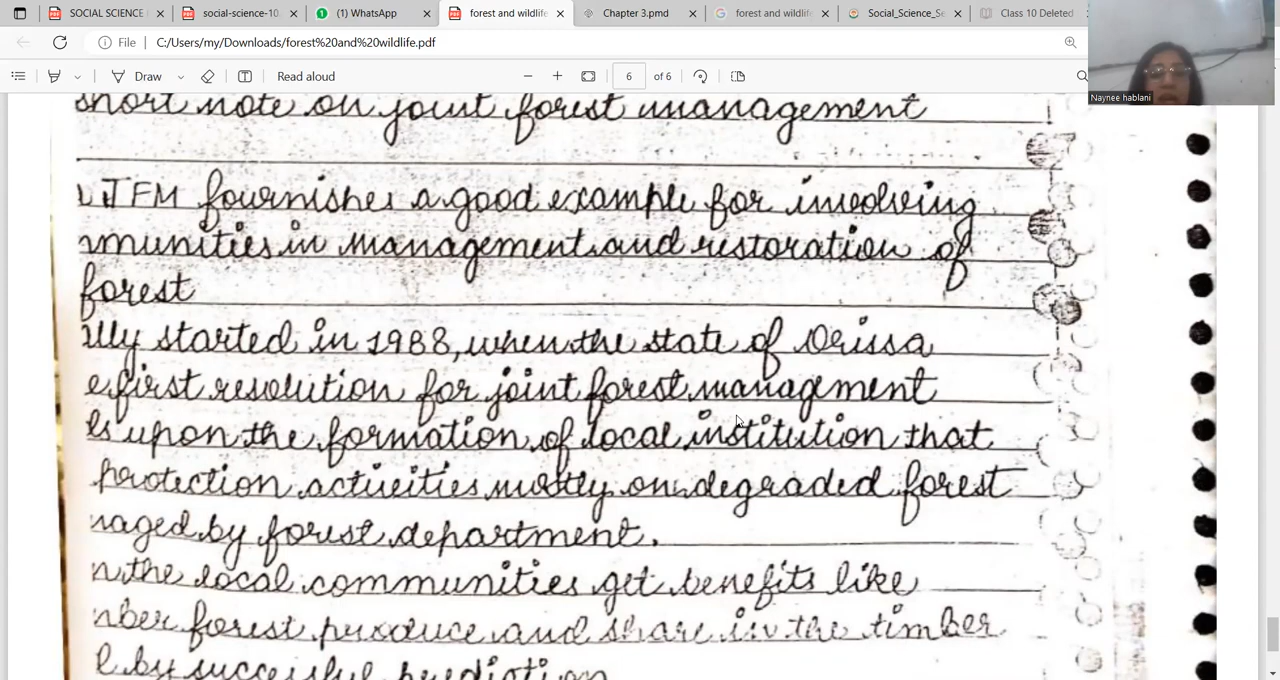 SOCIAL SCIENCE
social-science-10.
(1) WhatsApp
forest and wildlife
Chapter 3.pmd
forest and wildlife
Social_Science_Se
Class 10 Deleted
File C:/Users/my/Downloads/forest%20and%20wildlife.pdf
Draw
Read aloud
6 of 6
Naynee hablani
short note on joint forest management
JFM fournishes a good example for involving
mmunities in management and restoration of
forest
ally started in 1988, when the state of Orissa
e first resolution for joint forest management
ds upon the formation of local institution that
protection activities mostly on degraded forest
naged by forest department.
n the local communities get benefits like
mber forest produce and share in the timber
d by successful